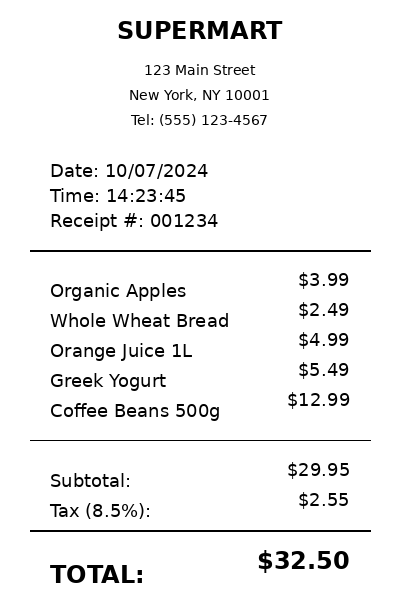 SUPERMART
123 Main Street
New York, NY 10001
Tel: (555) 123-4567
Date: 10/07/2024
Time: 14:23:45
Receipt #: 001234
Organic Apples $3.99
Whole Wheat Bread $2.49
Orange Juice 1L $4.99
Greek Yogurt $5.49
Coffee Beans 500g $12.99
Subtotal: $29.95
Tax (8.5%): $2.55
TOTAL: $32.50